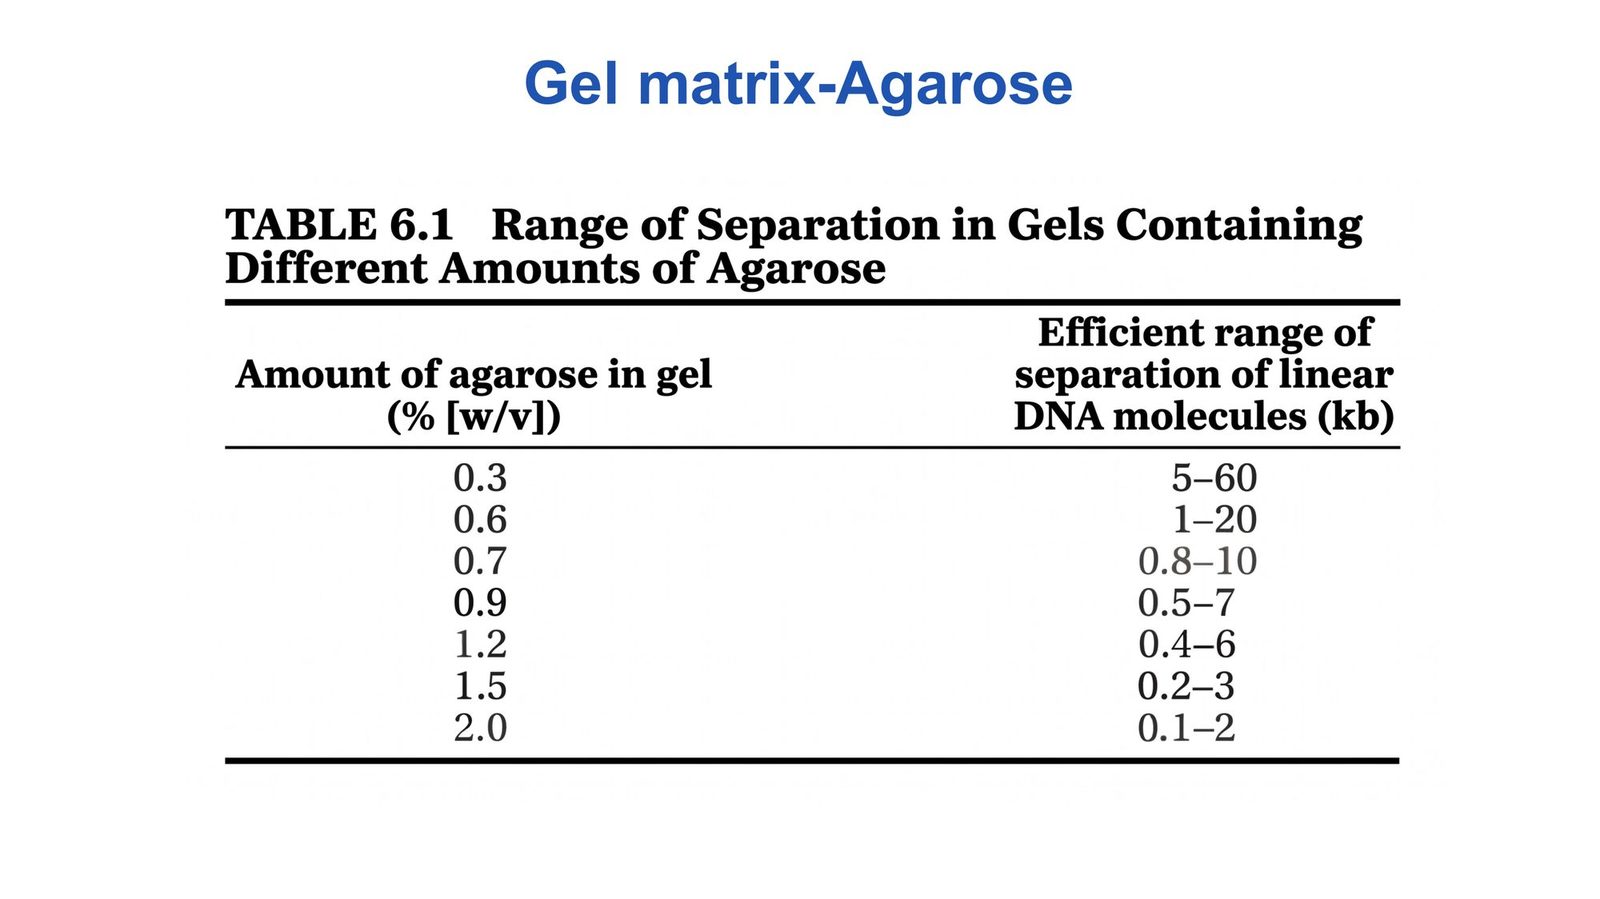 Gel matrix-Agarose
TABLE 6.1 Range of Separation in Gels Containing
Different Amounts of Agarose
Amount of agarose in gel
(% [w/v])
Efficient range of
separation of linear
DNA molecules (kb)
0.3 5–60
0.6 1–20
0.7 0.8–10
0.9 0.5–7
1.2 0.4–6
1.5 0.2–3
2.0 0.1–2